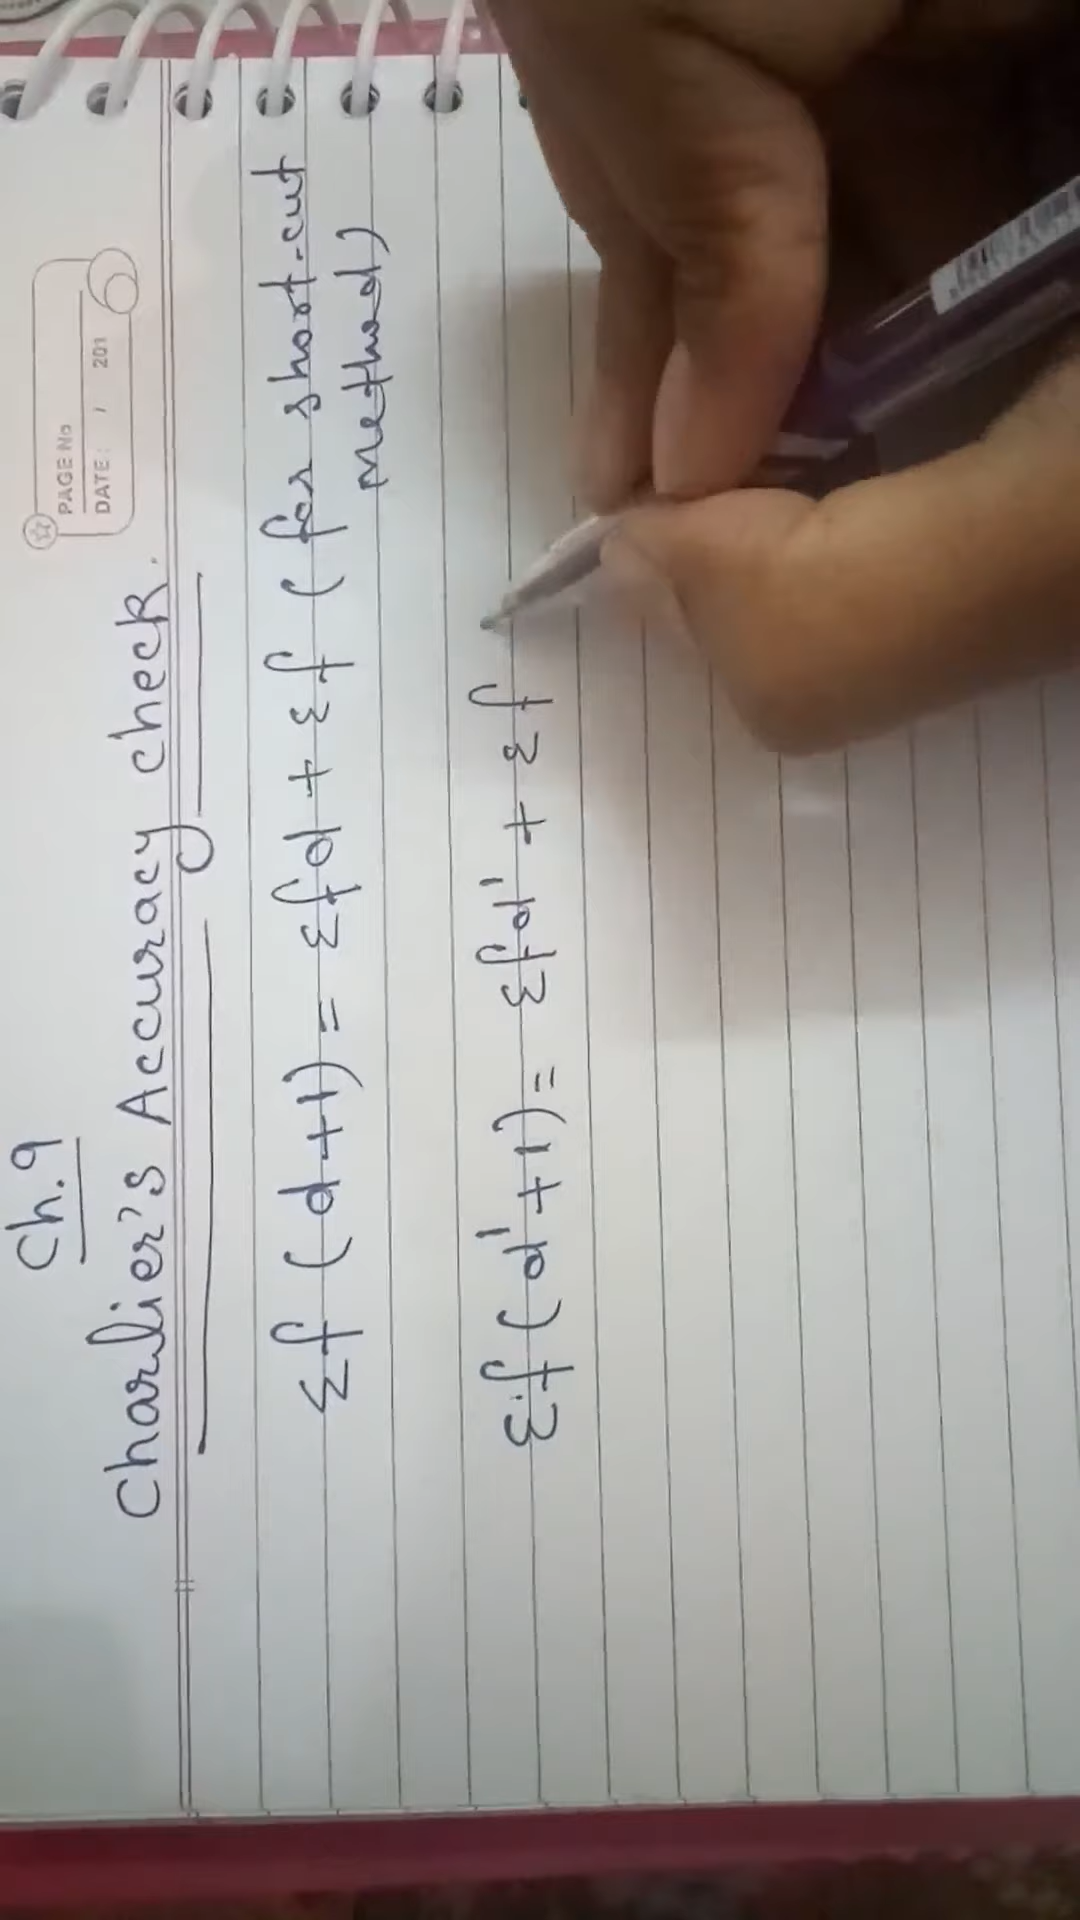 PAGE No
DATE: / 201
Ch.9
Charlier's Accuracy check.
Σf (d+1) = Σfd + Σf ( for short-cut
method)
Σf (d'+1) = Σfd' + Σf